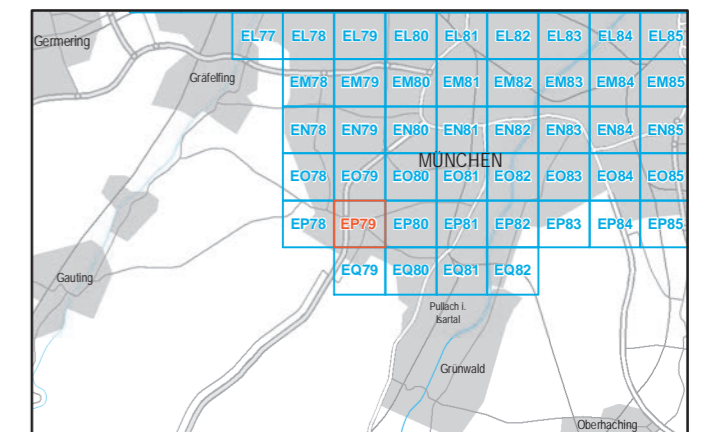 EL77 EL78 EL79 EL80 EL81 EL82 EL83 EL84 EL85
Germering
Gräfelfing
EM78 EM79 EM80 EM81 EM82 EM83 EM84 EM85
EN78 EN79 EN80 EN81 EN82 EN83 EN84 EN85
MÜNCHEN
EO78 EO79 EO80 EO81 EO82 EO83 EO84 EO85
EP78 EP79 EP80 EP81 EP82 EP83 EP84 EP85
EQ79 EQ80 EQ81 EQ82
Gauting
Pullach i.
Isartal
Grünwald
Oberhaching